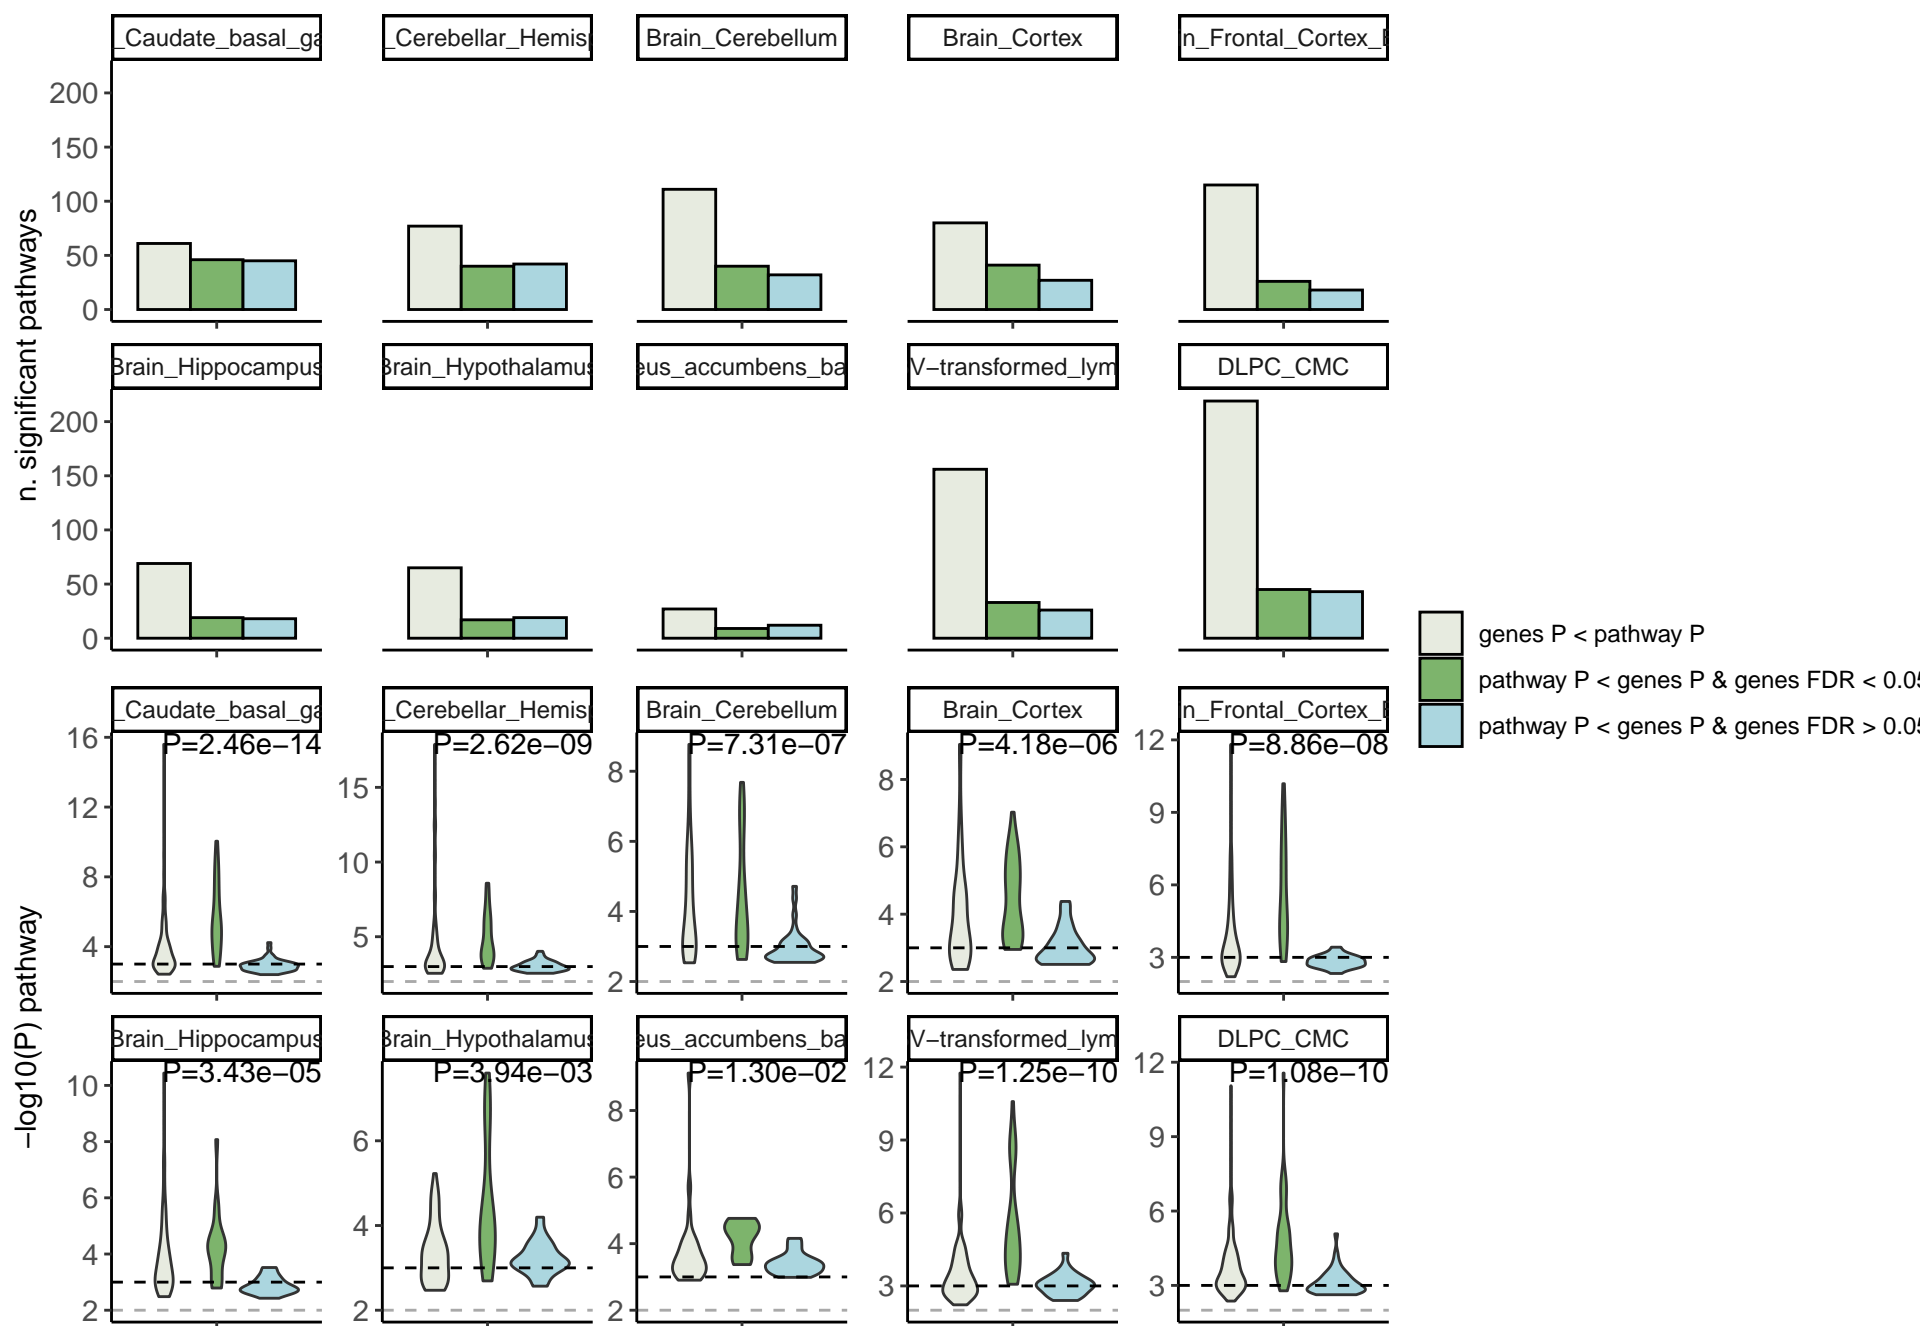 _Caudate_basal_ga
_Cerebellar_Hemisp
Brain_Cerebellum
Brain_Cortex
n_Frontal_Cortex_B
200
150
100
50
0
n. significant pathways
Brain_Hippocampus
Brain_Hypothalamus
eus_accumbens_ba
V−transformed_lym
DLPC_CMC
200
150
100
50
0
genes P < pathway P
pathway P < genes P & genes FDR < 0.05
pathway P < genes P & genes FDR > 0.05
_Caudate_basal_ga
_Cerebellar_Hemisp
Brain_Cerebellum
Brain_Cortex
n_Frontal_Cortex_B
P=2.46e−14
P=2.62e−09
P=7.31e−07
P=4.18e−06
P=8.86e−08
16
12
8
4
15
10
5
8
6
4
2
8
6
4
2
12
9
6
3
−log10(P) pathway
Brain_Hippocampus
Brain_Hypothalamus
eus_accumbens_ba
V−transformed_lym
DLPC_CMC
P=3.43e−05
P=3.94e−03
P=1.30e−02
P=1.25e−10
P=1.08e−10
10
8
6
4
2
6
4
2
8
6
4
2
12
9
6
3
12
9
6
3